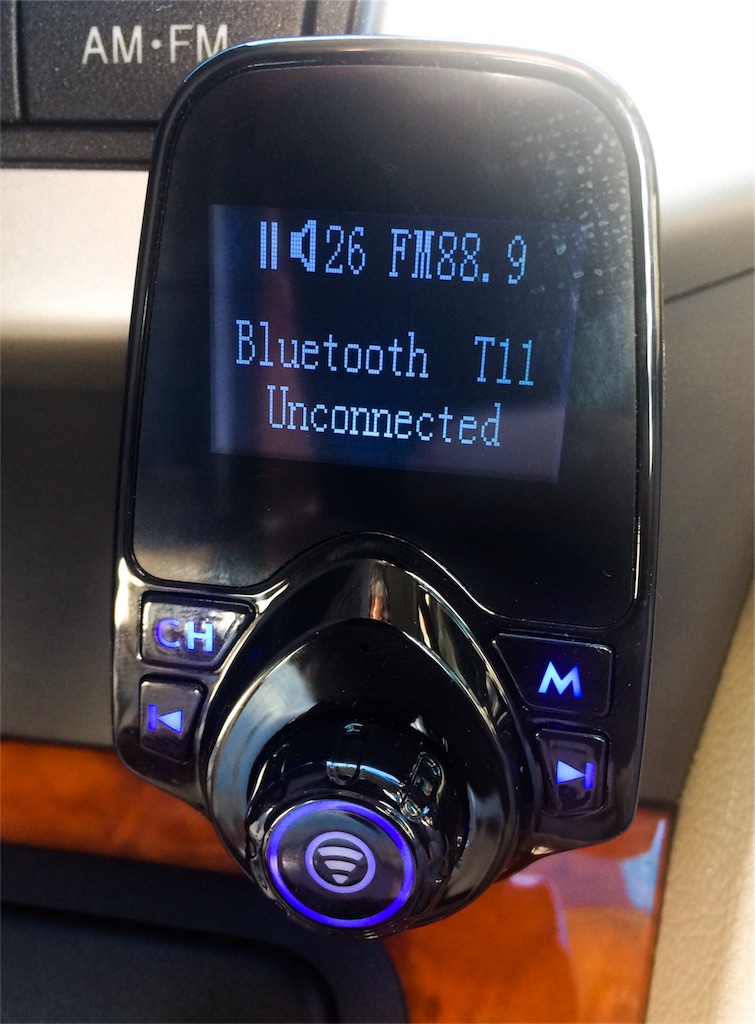 AM·FM
26 FM88.9
Bluetooth T11
Unconnected
CH
M